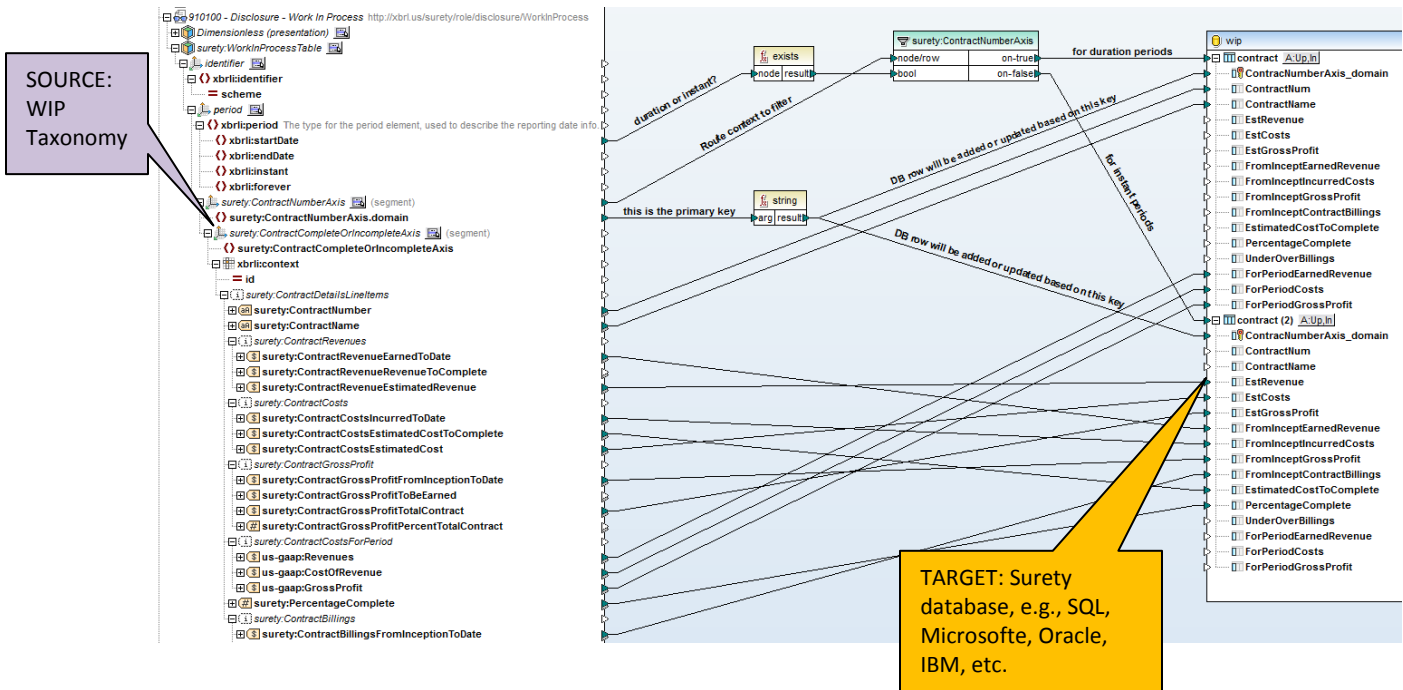 910100 - Disclosure - Work In Process http://xbrl.us/surety/role/disclosure/WorkInProcess
Dimensionless (presentation)
surety:WorkInProcessTable
identifier
xbrli:identifier
= scheme
period
xbrli:period The type for the period element, used to describe the reporting date info.
xbrli:startDate
xbrli:endDate
xbrli:instant
xbrli:forever
surety:ContractNumberAxis (segment)
surety:ContractNumberAxis.domain
surety:ContractCompleteOrIncompleteAxis (segment)
surety:ContractCompleteOrIncompleteAxis
xbrli:context
= id
surety:ContractDetailsLineItems
surety:ContractNumber
surety:ContractName
surety:ContractRevenues
surety:ContractRevenueEarnedToDate
surety:ContractRevenueRevenueToComplete
surety:ContractRevenueEstimatedRevenue
surety:ContractCosts
surety:ContractCostsIncurredToDate
surety:ContractCostsEstimatedCostToComplete
surety:ContractCostsEstimatedCost
surety:ContractGrossProfit
surety:ContractGrossProfitFromInceptionToDate
surety:ContractGrossProfitToBeEarned
surety:ContractGrossProfitTotalContract
surety:ContractGrossProfitPercentTotalContract
surety:ContractCostsForPeriod
us-gaap:Revenues
us-gaap:CostOfRevenue
us-gaap:GrossProfit
surety:PercentageComplete
surety:ContractBillings
surety:ContractBillingsFromInceptionToDate
SOURCE:
WIP
Taxonomy
duration or instant?
Route context to filter
this is the primary key
exists
node result
string
arg result
surety:ContractNumberAxis
node/row on-true
bool on-false
for duration periods
for instant periods
DB row will be added or updated based on this key
DB row will be added or updated based on this key
wip
contract A:Up,In
ContracNumberAxis_domain
ContractNum
ContractName
EstRevenue
EstCosts
EstGrossProfit
FromInceptEarnedRevenue
FromInceptIncurredCosts
FromInceptGrossProfit
FromInceptContractBillings
EstimatedCostToComplete
PercentageComplete
UnderOverBillings
ForPeriodEarnedRevenue
ForPeriodCosts
ForPeriodGrossProfit
contract (2) A:Up,In
ContracNumberAxis_domain
ContractNum
ContractName
EstRevenue
EstCosts
EstGrossProfit
FromInceptEarnedRevenue
FromInceptIncurredCosts
FromInceptGrossProfit
FromInceptContractBillings
EstimatedCostToComplete
PercentageComplete
UnderOverBillings
ForPeriodEarnedRevenue
ForPeriodCosts
ForPeriodGrossProfit
TARGET: Surety
database, e.g., SQL,
Microsofte, Oracle,
IBM, etc.